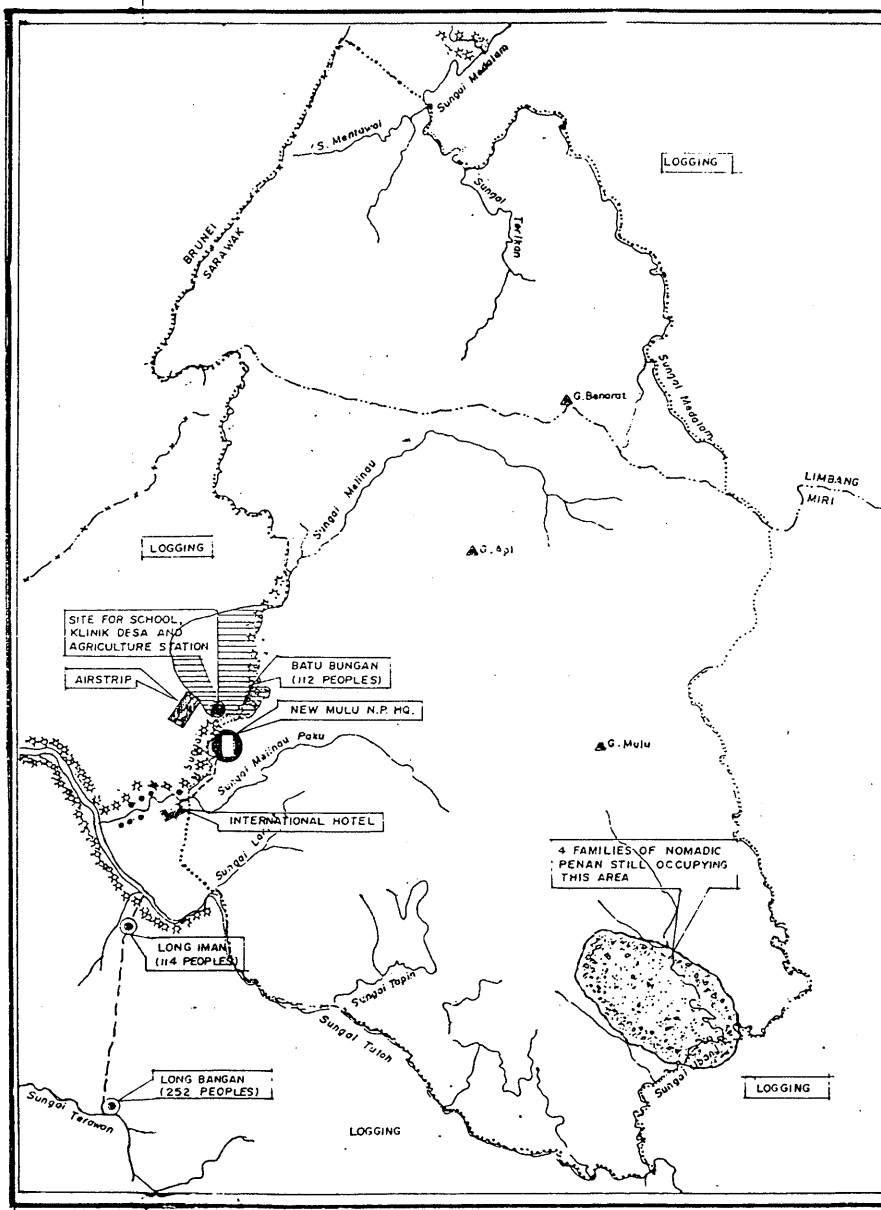 Sungai Medalam
S. Mentawai
LOGGING
Sungai
Terikan
BRUNEI
SARAWAK
G. Benarat
Sungai Medalam
LIMBANG
MIRI
Sungai Melinau
LOGGING
G. Api
SITE FOR SCHOOL,
KLINIK DESA AND
AGRICULTURE STATION
BATU BUNGAN
(112 PEOPLES)
AIRSTRIP
NEW MULU N.P. HQ.
G. Mulu
Sungai Melinau Paku
INTERNATIONAL HOTEL
Sungai
4 FAMILIES OF NOMADIC
PENAN STILL OCCUPYING
THIS AREA
LONG IMAN
(114 PEOPLES)
Sungai Tapin
Sungai Tutoh
Sungai
LONG BANGAN
(252 PEOPLES)
LOGGING
Sungai Terawan
LOGGING